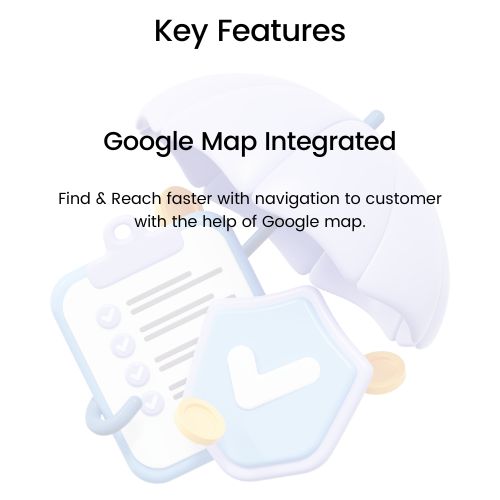 Key Features
Google Map Integrated
Find & Reach faster with navigation to customer
with the help of Google map.